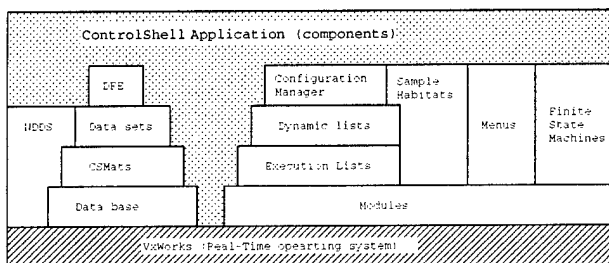 ControlShell Application (components)
DFE
Configuration
Manager
Sample
Habitats
NDDS
Data sets
Dynamic lists
Menus
Finite
State
Machines
CSMats
Execution Lists
Data base
Modules
VxWorks (Real-Time opearting system)